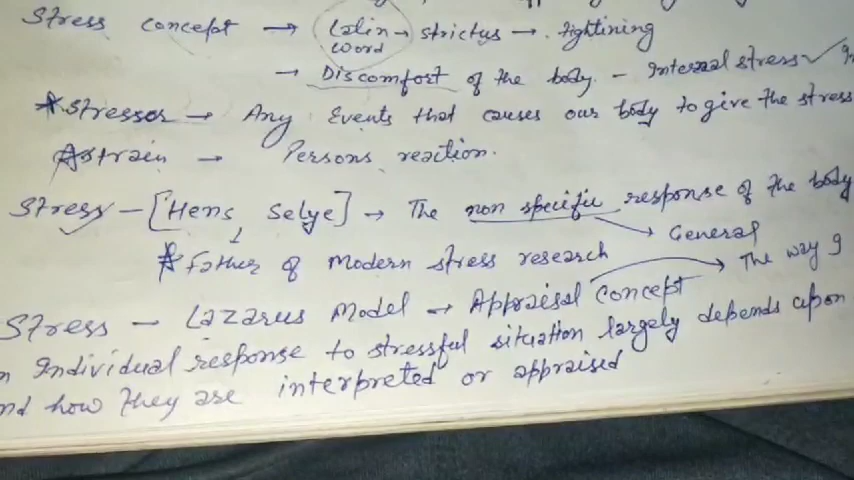 Stress concept → Latin word → strictus → tightining
→ Discomfort of the body. - Internal stress ✓
* stressor → Any Events that causes our body to give the stress
* strain → Persons reaction.
Stress - [Hens Selye] → The non specific response of the body
→ General
* father of modern stress research
The way I
Stress - Lazarus Model → Appraisal concept
Individual response to stressful situation largely depends upon
how they are interpreted or appraised